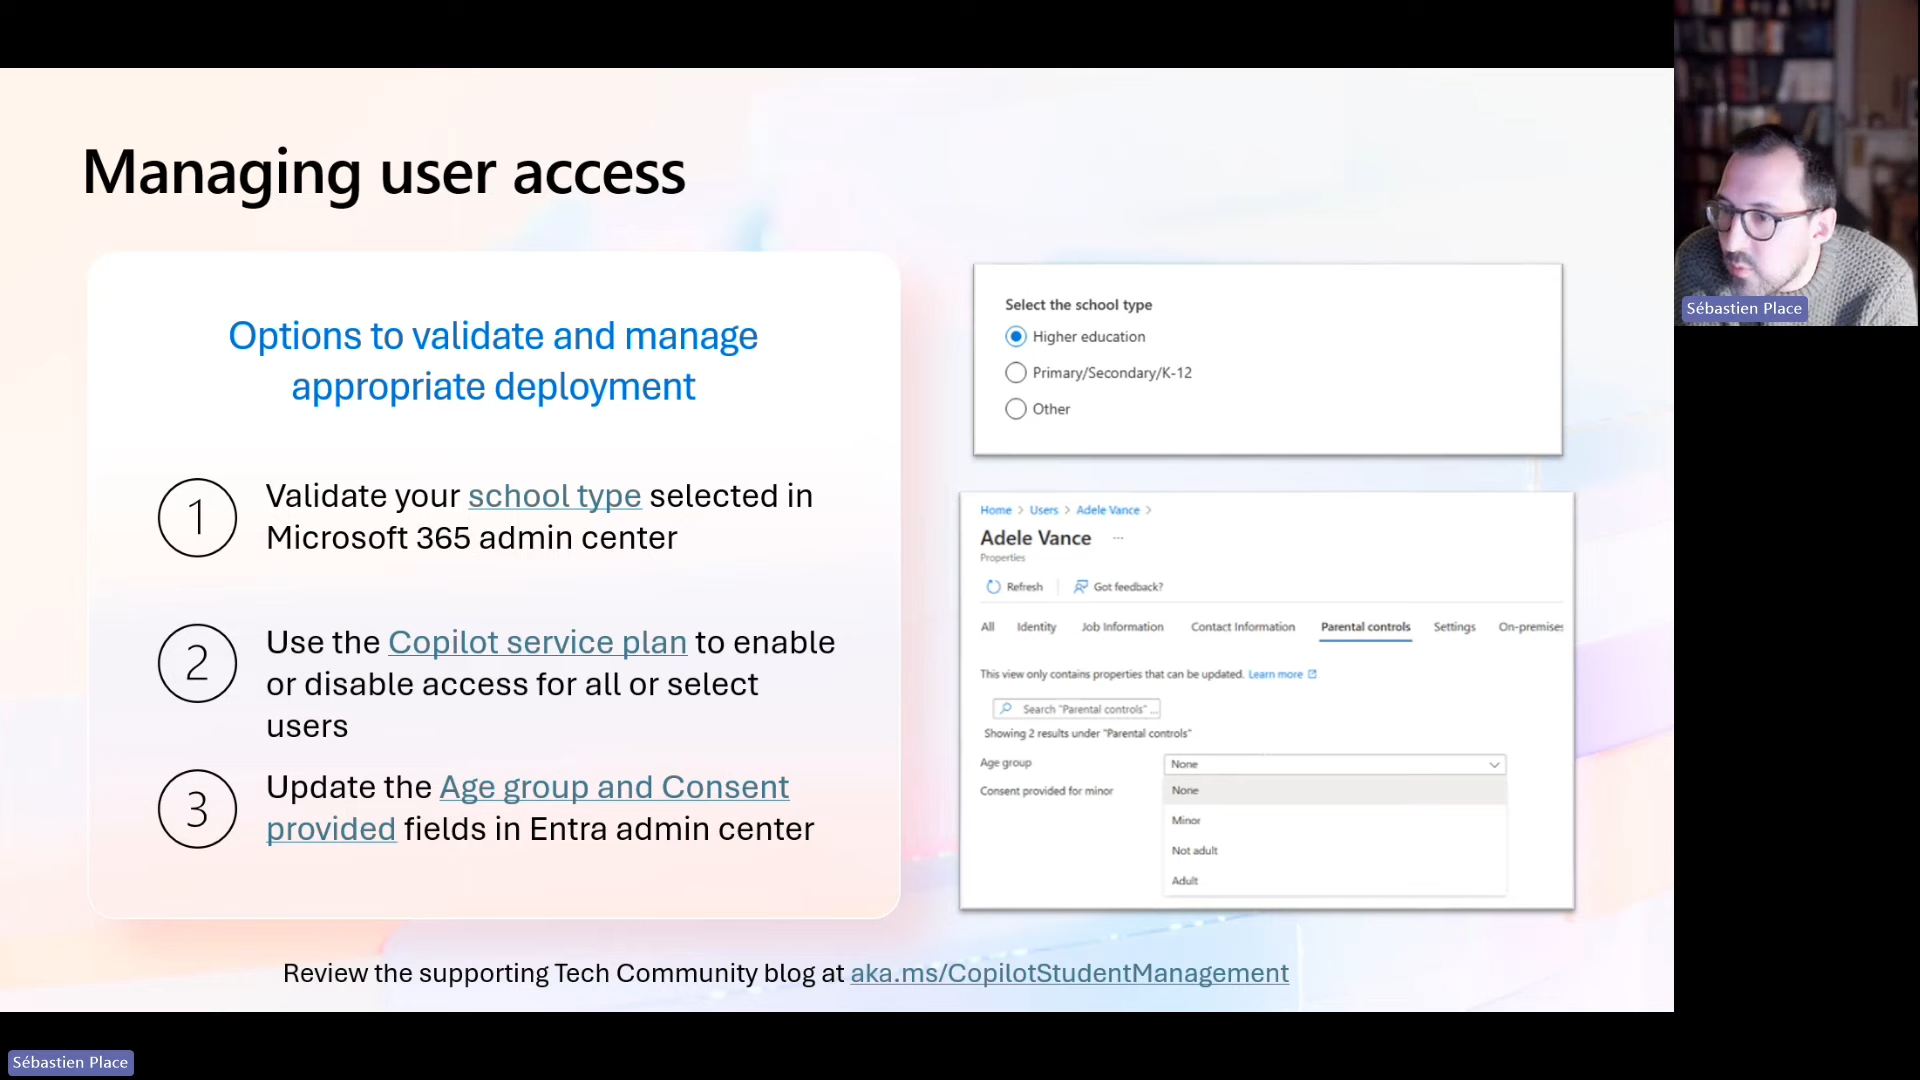 Managing user access
Options to validate and manage
appropriate deployment
1
Validate your school type selected in
Microsoft 365 admin center
2
Use the Copilot service plan to enable
or disable access for all or select
users
3
Update the Age group and Consent
provided fields in Entra admin center
Select the school type
Higher education
Primary/Secondary/K-12
Other
Home > Users > Adele Vance >
Adele Vance ...
Properties
Refresh
Got feedback?
All Identity Job Information Contact Information Parental controls Settings On-premises
This view only contains properties that can be updated. Learn more
Search "Parental controls" ...
Showing 2 results under "Parental controls"
Age group
None
Consent provided for minor
None
Minor
Not adult
Adult
Review the supporting Tech Community blog at aka.ms/CopilotStudentManagement
Sébastien Place
Sébastien Place